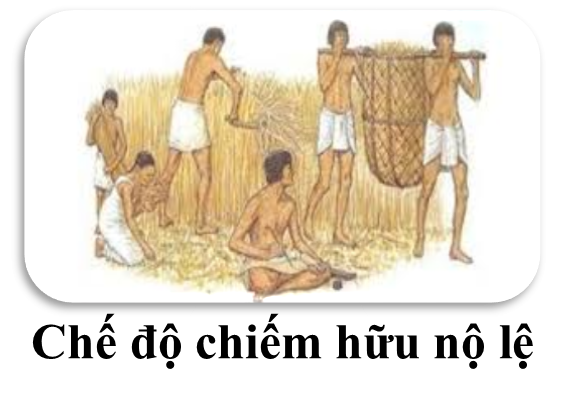 Chế độ chiếm hữu nộ lệ